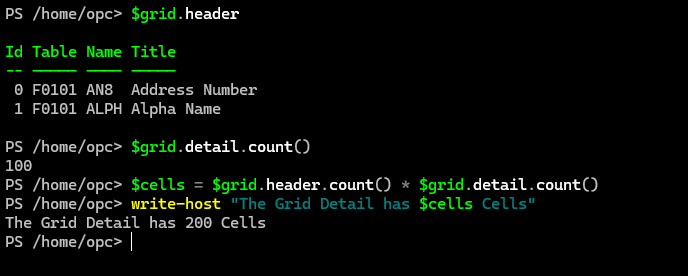 PS /home/opc> $grid.header
Id Table Name Title
-- ----- ---- -----
 0 F0101 AN8  Address Number
 1 F0101 ALPH Alpha Name
PS /home/opc> $grid.detail.count()
100
PS /home/opc> $cells = $grid.header.count() * $grid.detail.count()
PS /home/opc> write-host "The Grid Detail has $cells Cells"
The Grid Detail has 200 Cells
PS /home/opc>